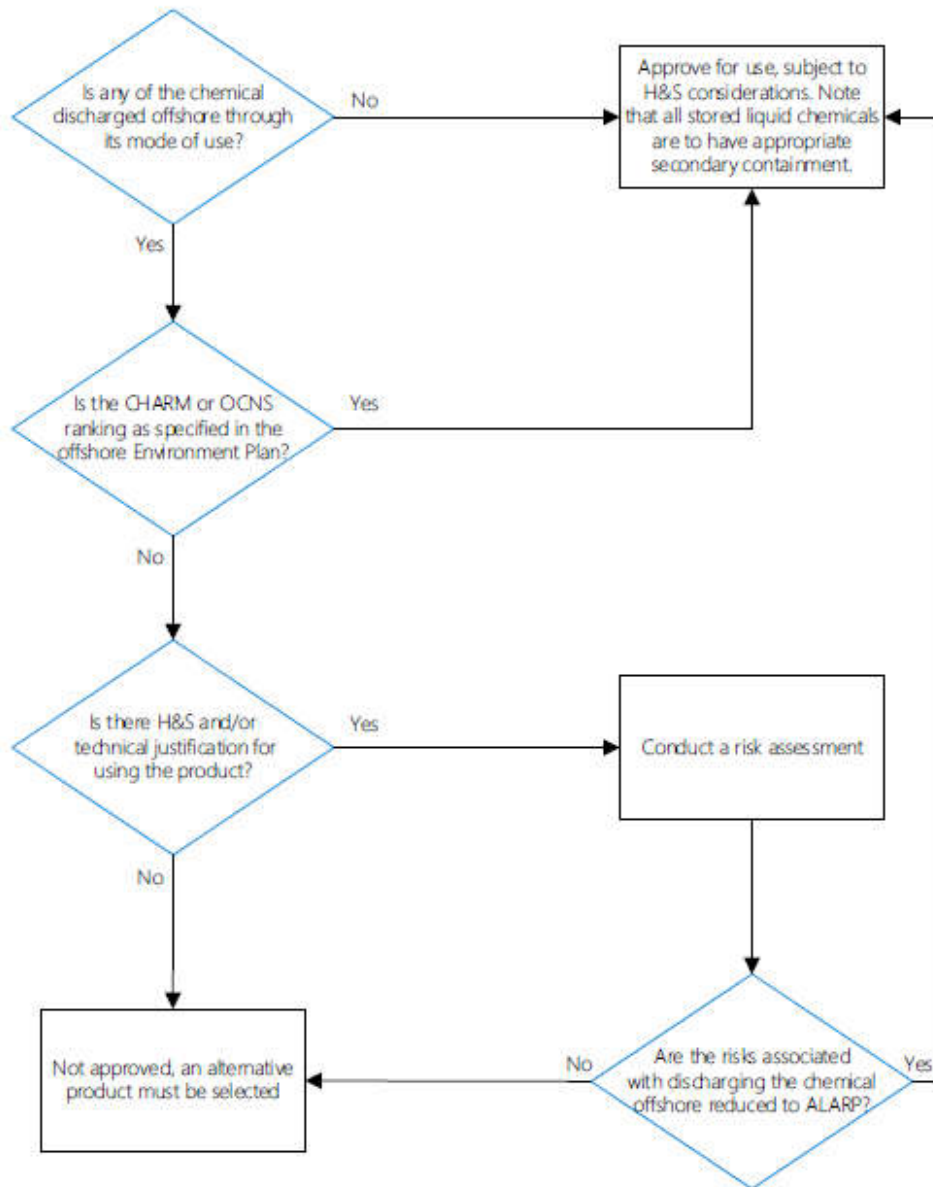 Is any of the chemical
discharged offshore through
its mode of use?
No
Approve for use, subject to
H&S considerations. Note
that all stored liquid chemicals
are to have appropriate
secondary containment.
Yes
Is the CHARM or OCNS
ranking as specified in the
offshore Environment Plan?
Yes
No
Is there H&S and/or
technical justification for
using the product?
Yes
Conduct a risk assessment
No
Not approved, an alternative
product must be selected
No
Are the risks associated
with discharging the chemical
offshore reduced to ALARP?
Yes